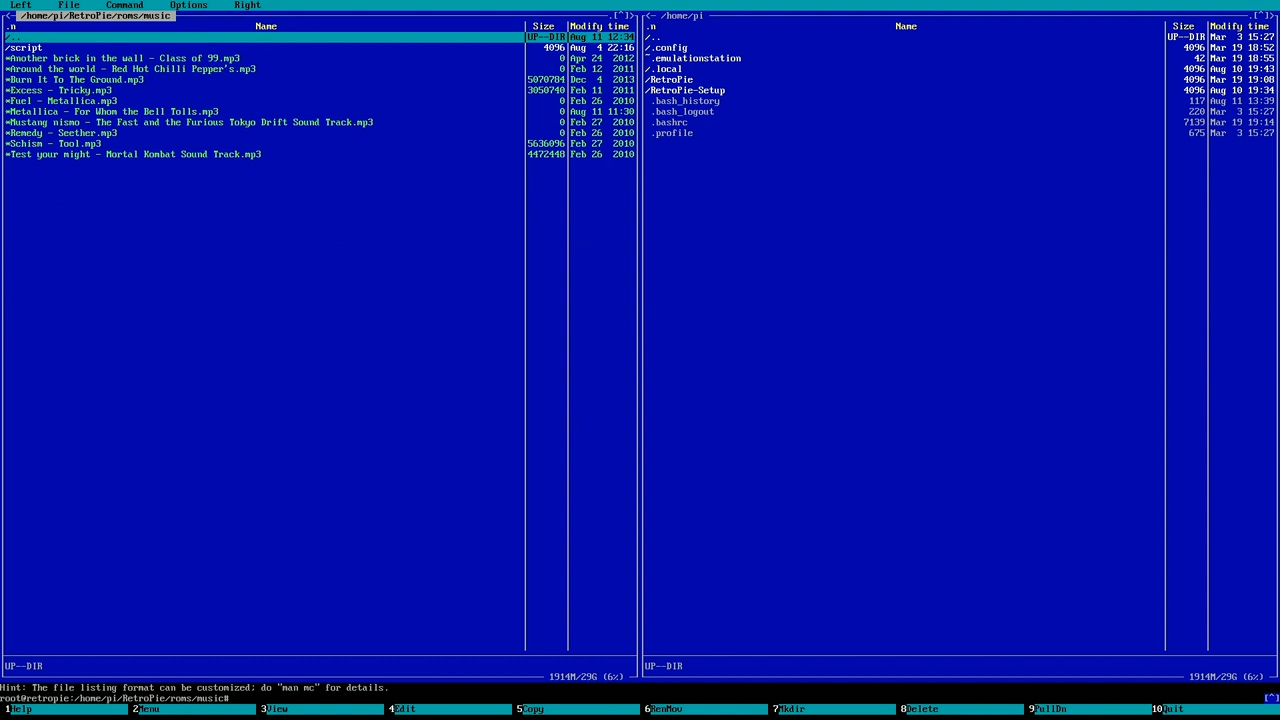 Left File Command Options Right
<─ /home/pi/RetroPie/roms/music .[^]>
.n Name Size Modify time
/.. UP--DIR Aug 11 12:34
/script 4096 Aug 4 22:16
*Another brick in the wall - Class of 99.mp3 0 Apr 24 2012
*Around the world - Red Hot Chilli Pepper's.mp3 0 Feb 12 2011
*Burn It To The Ground.mp3 5070784 Dec 4 2013
*Excess - Tricky.mp3 3050740 Feb 11 2011
*Fuel - Metallica.mp3 0 Feb 26 2010
*Metallica - For Whom the Bell Tolls.mp3 0 Aug 11 11:30
*Mustang nismo - The Fast and the Furious Tokyo Drift Sound Track.mp3 0 Feb 27 2010
*Remedy - Seether.mp3 0 Feb 26 2010
*Schism - Tool.mp3 5636096 Feb 27 2010
*Test your might - Mortal Kombat Sound Track.mp3 4472448 Feb 26 2010
UP--DIR
1914M/29G (6%)
<─ /home/pi .[^]>
.n Name Size Modify time
/.. UP--DIR Mar 3 15:27
/.config 4096 Mar 19 18:52
~.emulationstation 42 Mar 19 18:55
/.local 4096 Aug 10 19:43
/RetroPie 4096 Mar 19 19:08
/RetroPie-Setup 4096 Aug 10 19:34
.bash_history 117 Aug 11 13:39
.bash_logout 220 Mar 3 15:27
.bashrc 7139 Mar 19 19:14
.profile 675 Mar 3 15:27
UP--DIR
1914M/29G (6%)
Hint: The file listing format can be customized; do "man mc" for details.
root@retropie:/home/pi/RetroPie/roms/music# [^]
1Help 2Menu 3View 4Edit 5Copy 6RenMov 7Mkdir 8Delete 9PullDn 10Quit